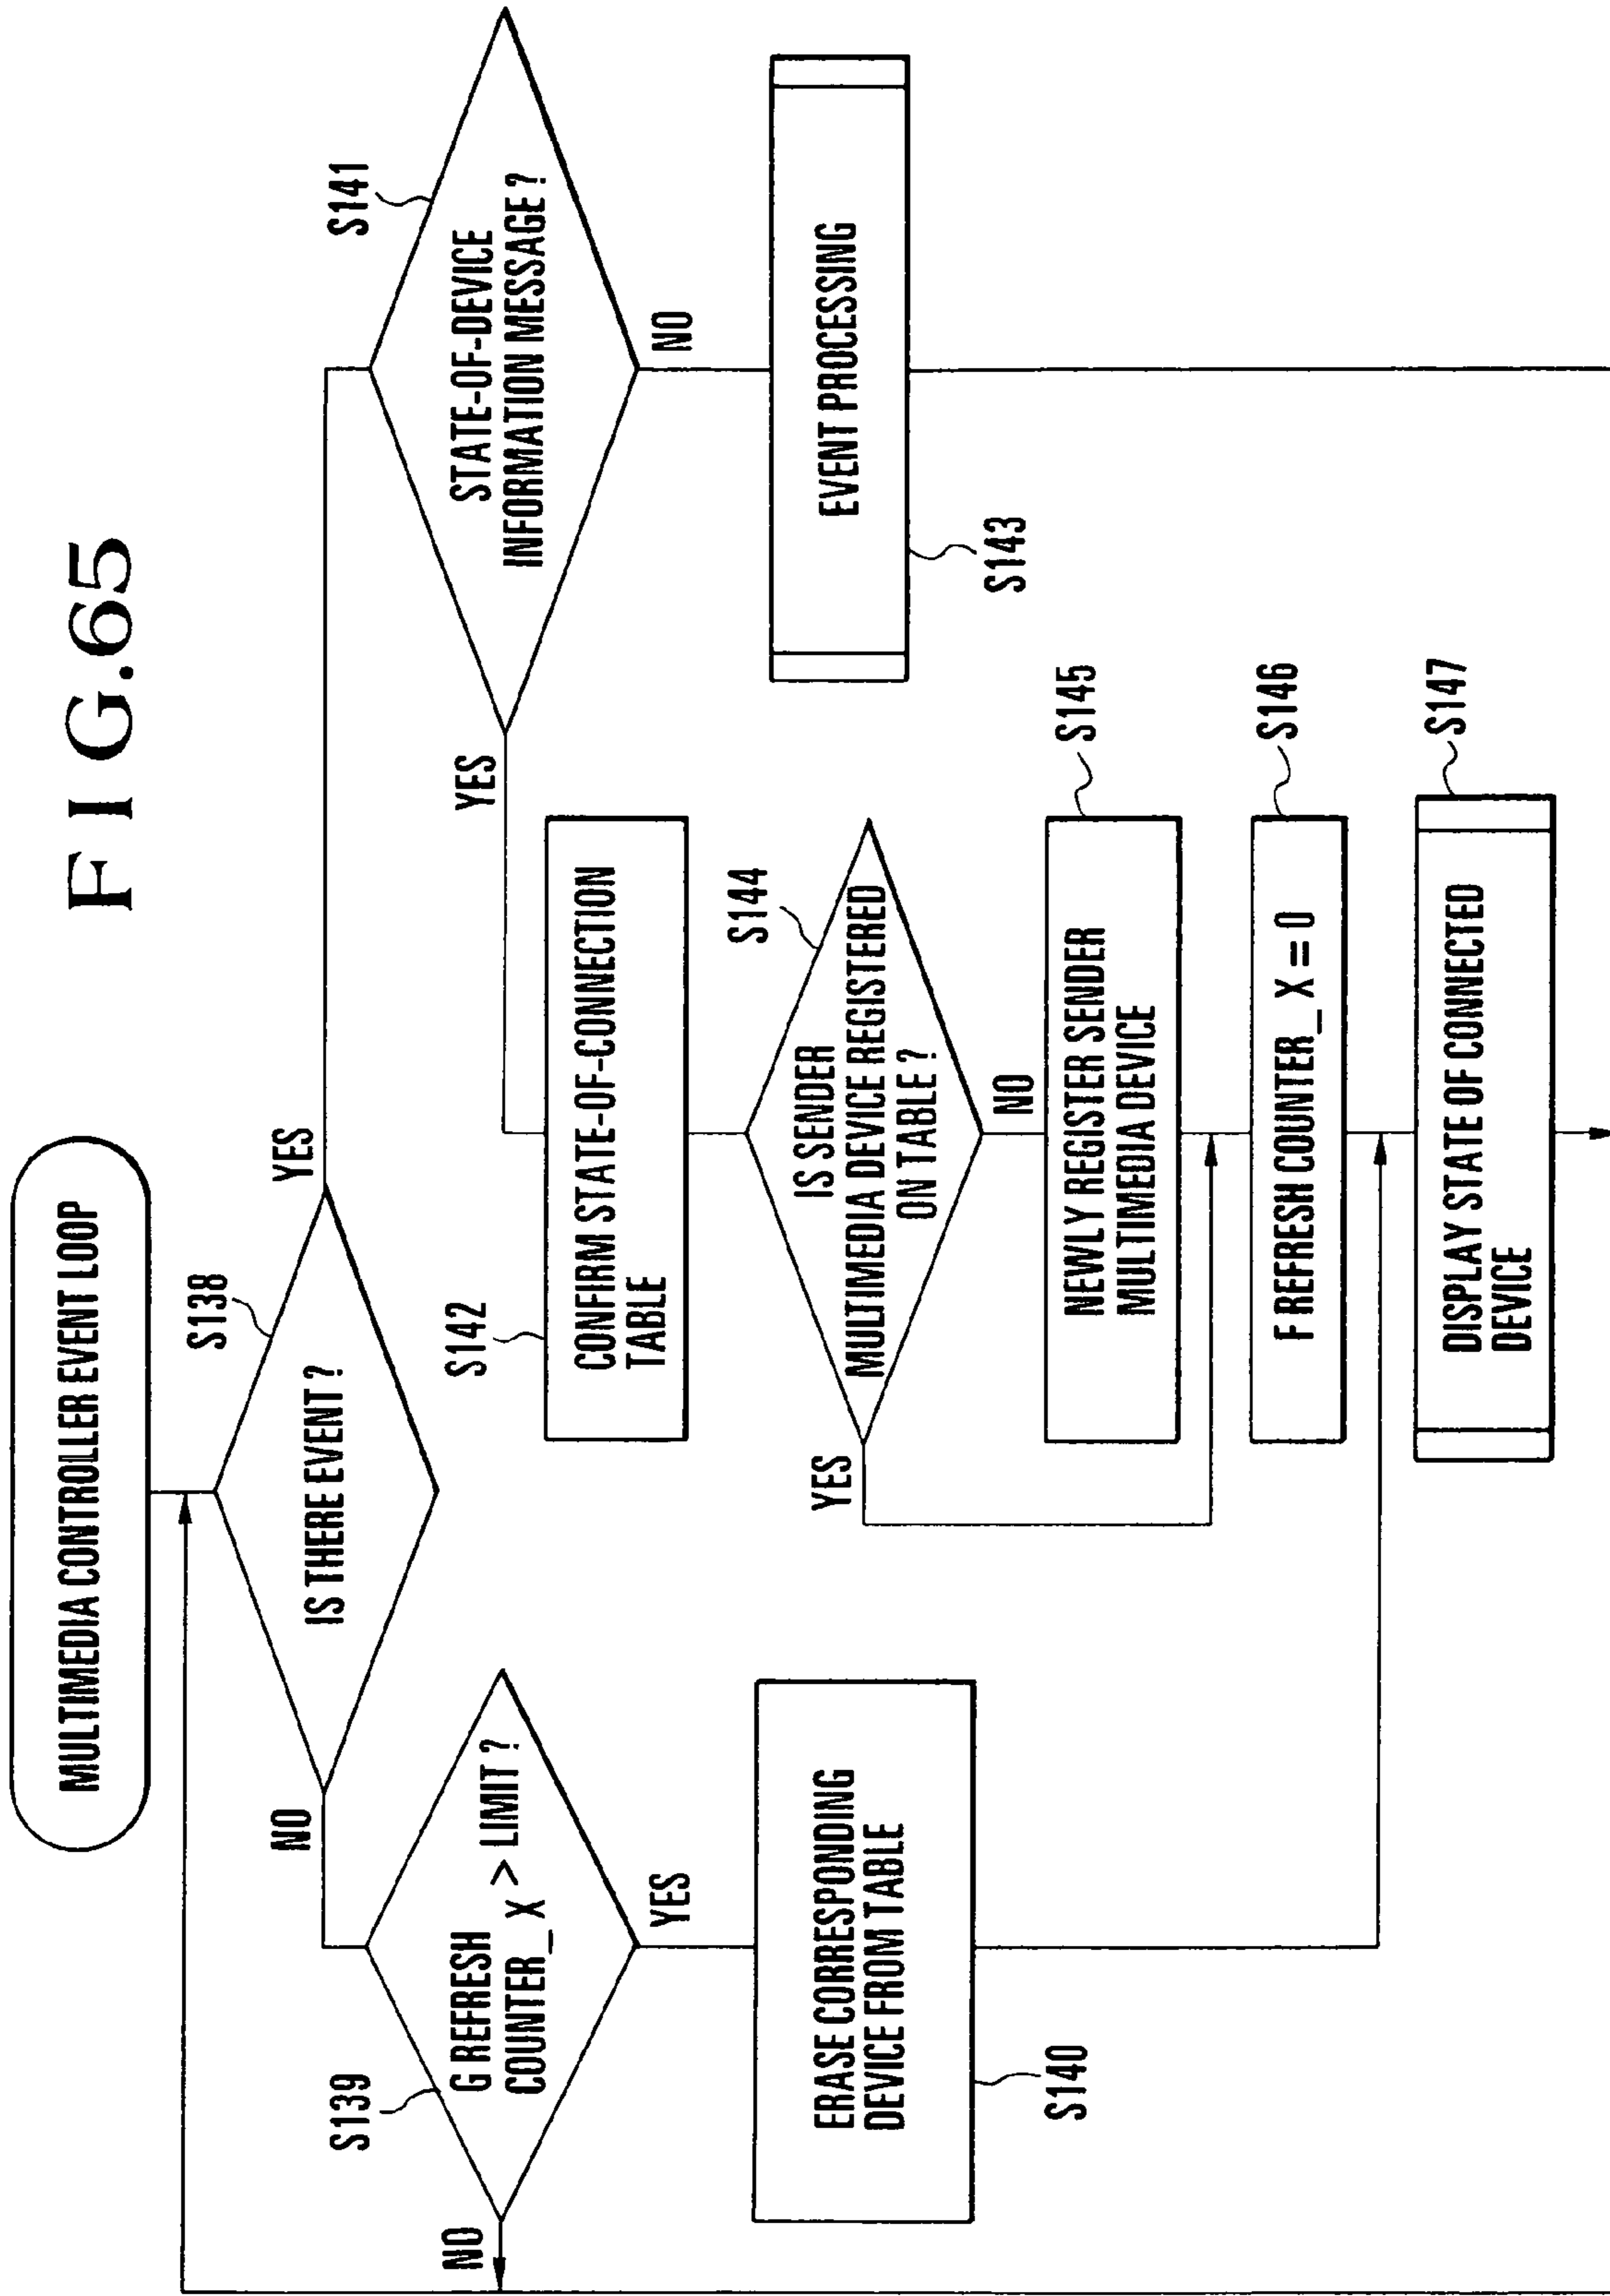 FIG.65
MULTIMEDIA CONTROLLER EVENT LOOP
S138
IS THERE EVENT ?
NO
YES
S139
G REFRESH
COUNTER_X > LIMIT ?
NO
YES
ERASE CORRESPONDING
DEVICE FROM TABLE
S140
S141
STATE-OF-DEVICE
INFORMATION MESSAGE ?
YES
NO
S142
CONFIRM STATE-OF-CONNECTION
TABLE
EVENT PROCESSING
S143
S144
IS SENDER
MULTIMEDIA DEVICE REGISTERED
ON TABLE ?
YES
NO
S145
NEWLY REGISTER SENDER
MULTIMEDIA DEVICE
S146
F REFRESH COUNTER_X = 0
S147
DISPLAY STATE OF CONNECTED
DEVICE